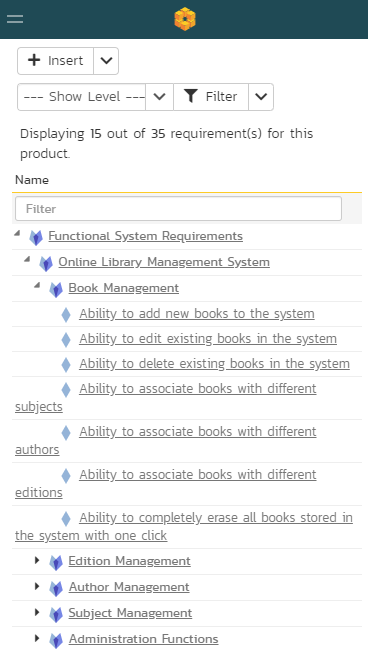 Insert
--- Show Level ---
Filter
Displaying 15 out of 35 requirement(s) for this
product.
Name
Filter
Functional System Requirements
Online Library Management System
Book Management
Ability to add new books to the system
Ability to edit existing books in the system
Ability to delete existing books in the system
Ability to associate books with different
subjects
Ability to associate books with different
authors
Ability to associate books with different
editions
Ability to completely erase all books stored in
the system with one click
Edition Management
Author Management
Subject Management
Administration Functions